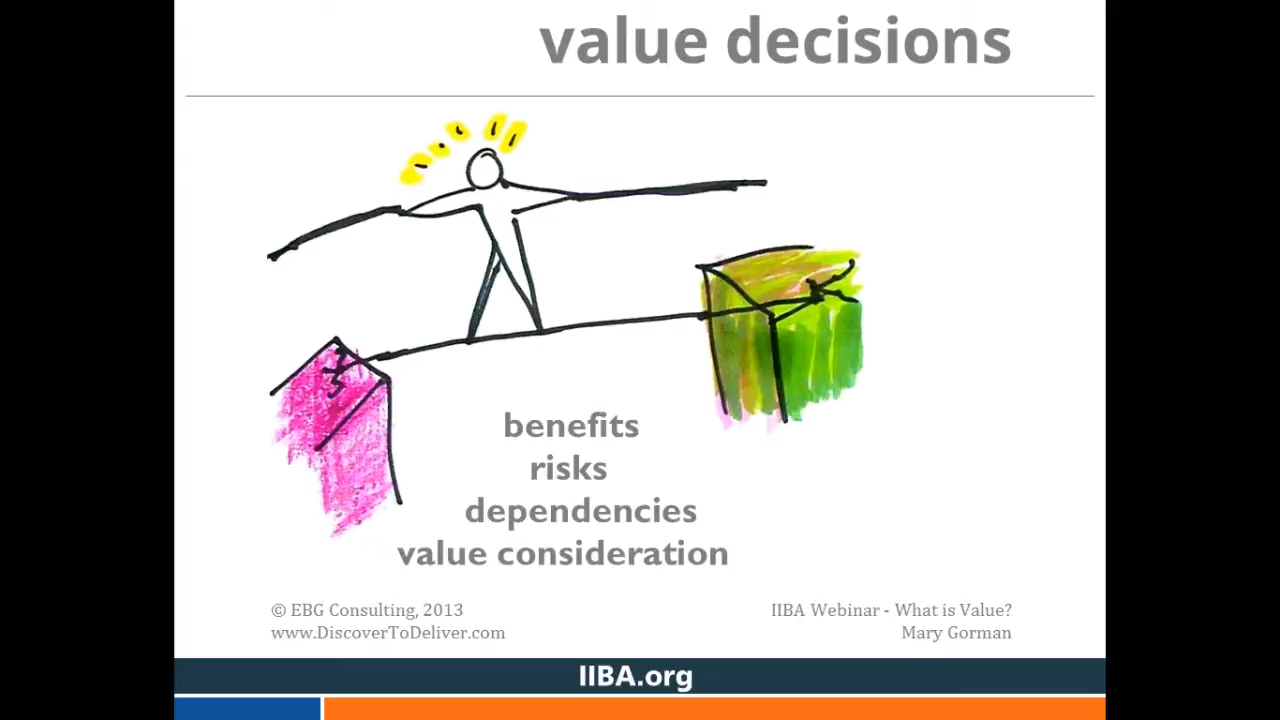 value decisions
benefits
risks
dependencies
value consideration
© EBG Consulting, 2013
www.DiscoverToDeliver.com
IIBA Webinar - What is Value?
Mary Gorman
IIBA.org